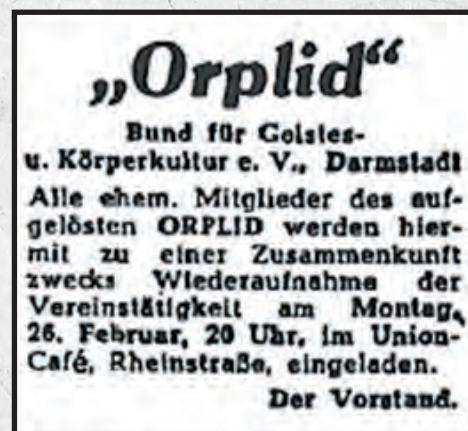 „Orplid“
Bund für Geistes-
u. Körperkultur e. V., Darmstadt
Alle ehem. Mitglieder des auf-
gelösten ORPLID werden hier-
mit zu einer Zusammenkunft
zwecks Wiederaufnahme der
Vereinstätigkeit am Montag,
26. Februar, 20 Uhr, im Union-
Café, Rheinstraße, eingeladen.
Der Vorstand.